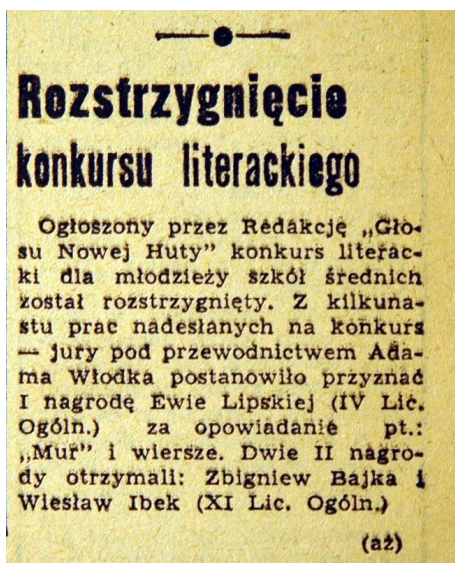 Rozstrzygnięcie
konkursu literackiego
Ogłoszony przez Redakcję „Gło-
su Nowej Huty” konkurs literac-
ki dla młodzieży szkół średnich
został rozstrzygnięty. Z kilkuna-
stu prac nadesłanych na konkurs
— jury pod przewodnictwem Ada-
ma Włodka postanowiło przyznać
I nagrodę Ewie Lipskiej (IV Lic.
Ogóln.) za opowiadanie pt.:
„Mur” i wiersze. Dwie II nagro-
dy otrzymali: Zbigniew Bajka i
Wiesław Ibek (XI Lic. Ogóln.)
(aż)